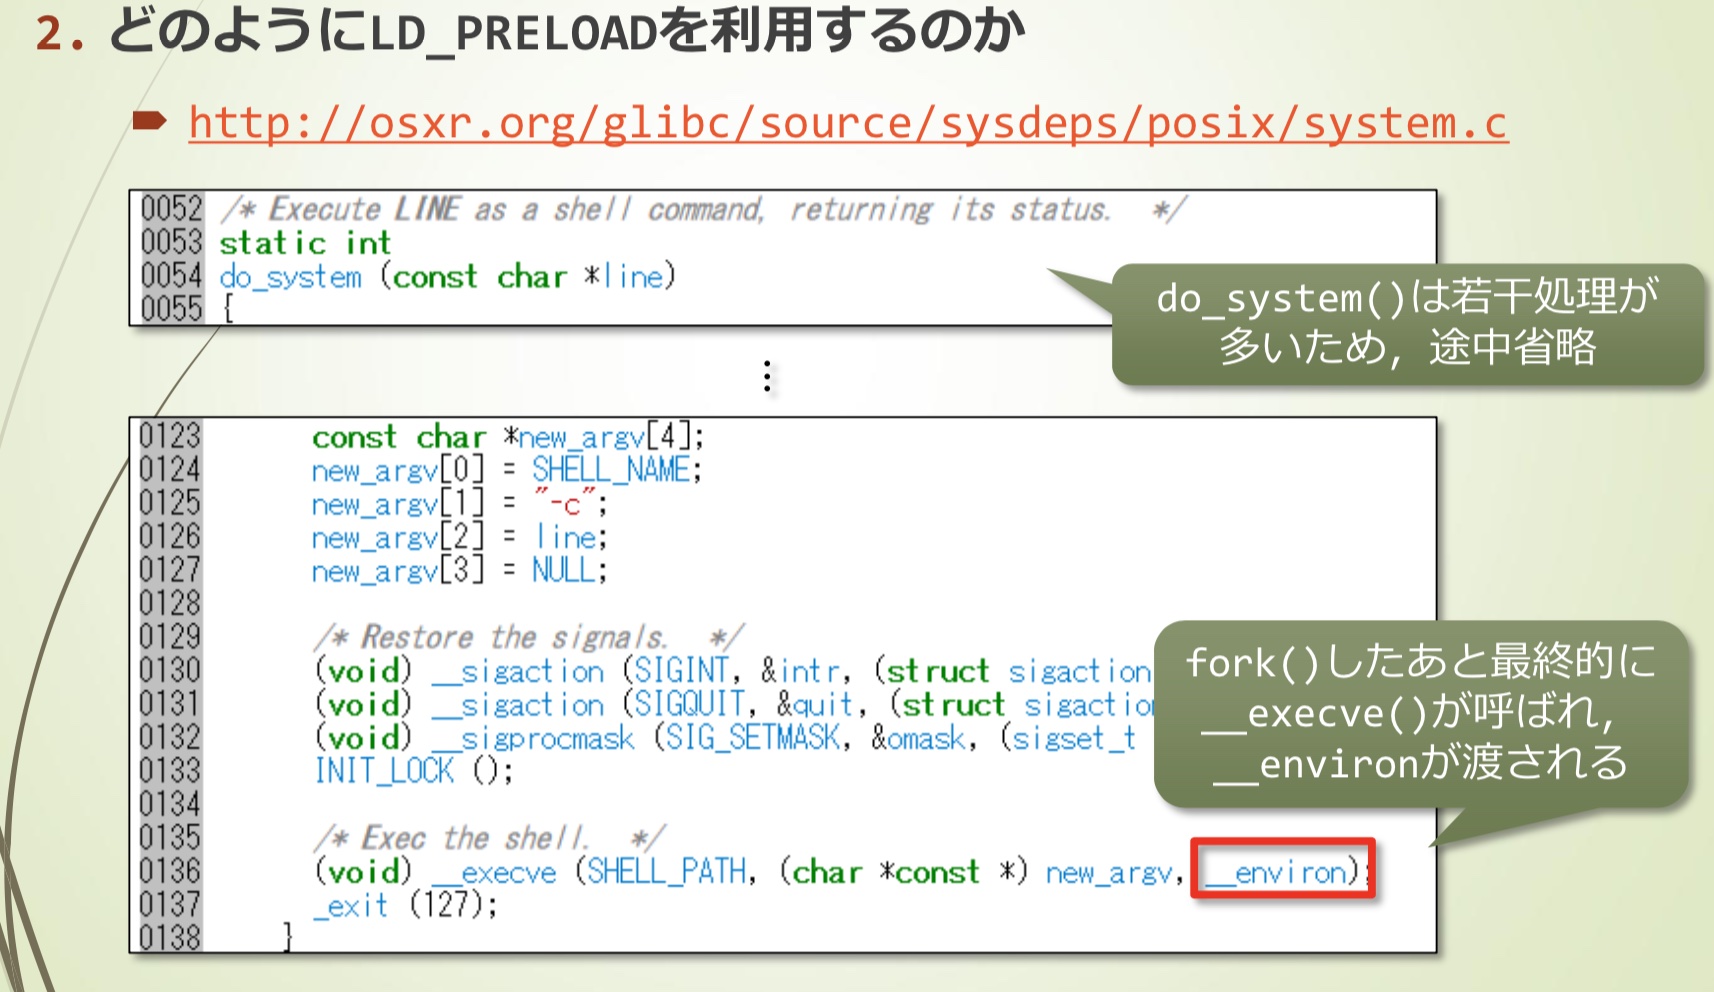 2. どのようにLD_PRELOADを利用するのか
http://osxr.org/glibc/source/sysdeps/posix/system.c
0052 /* Execute LINE as a shell command, returning its status.  */
0053 static int
0054 do_system (const char *line)
0055 {
do_system()は若干処理が
多いため，途中省略
⋮
0123 const char *new_argv[4];
0124 new_argv[0] = SHELL_NAME;
0125 new_argv[1] = "-c";
0126 new_argv[2] = line;
0127 new_argv[3] = NULL;
0128
0129 /* Restore the signals.  */
0130 (void) __sigaction (SIGINT, &intr, (struct sigaction
0131 (void) __sigaction (SIGQUIT, &quit, (struct sigactio
0132 (void) __sigprocmask (SIG_SETMASK, &omask, (sigset_t
0133 INIT_LOCK ();
0134
0135 /* Exec the shell.  */
0136 (void) __execve (SHELL_PATH, (char *const *) new_argv, __environ);
0137 _exit (127);
0138 }
fork()したあと最終的に
__execve()が呼ばれ，
__environが渡される